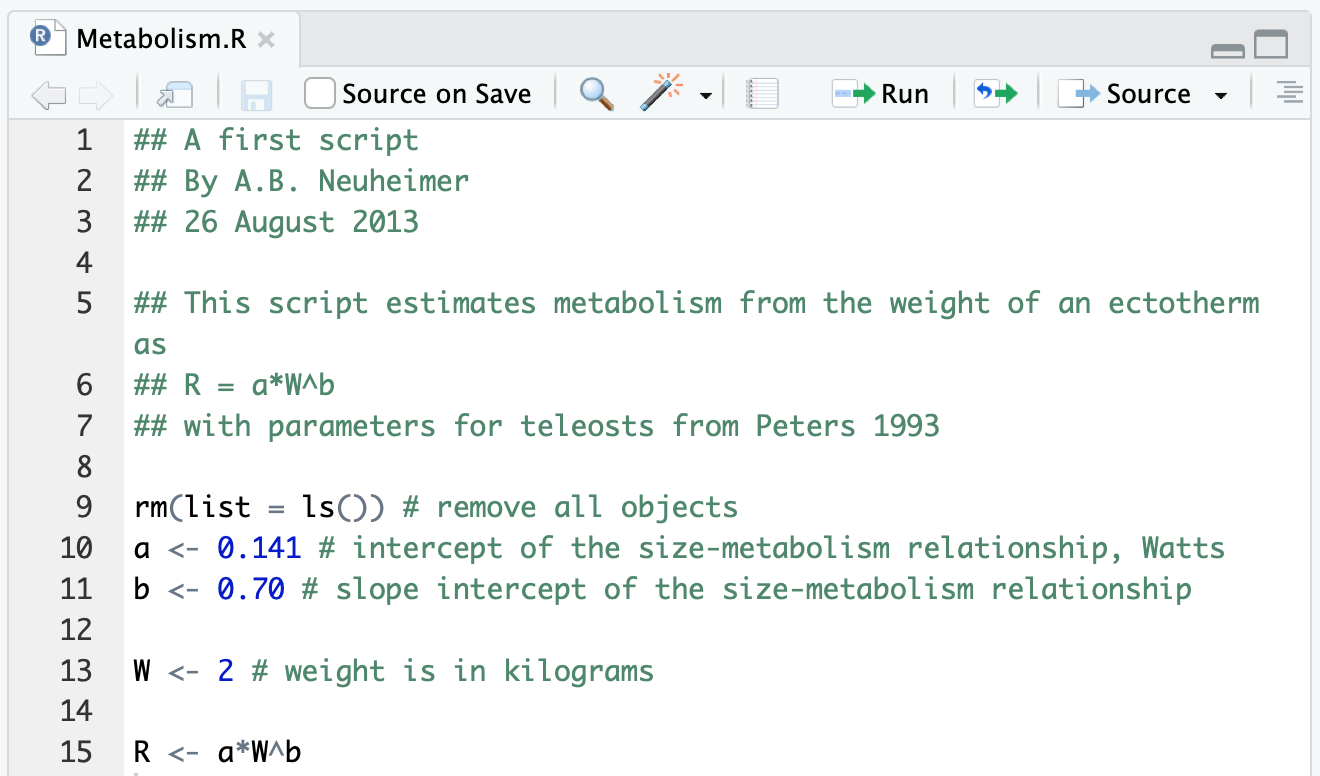 R Metabolism.R
Source on Save Run Source
1 ## A first script
2 ## By A.B. Neuheimer
3 ## 26 August 2013
4
5 ## This script estimates metabolism from the weight of an ectotherm
as
6 ## R = a*W^b
7 ## with parameters for teleosts from Peters 1993
8
9 rm(list = ls()) # remove all objects
10 a <- 0.141 # intercept of the size-metabolism relationship, Watts
11 b <- 0.70 # slope intercept of the size-metabolism relationship
12
13 W <- 2 # weight is in kilograms
14
15 R <- a*W^b